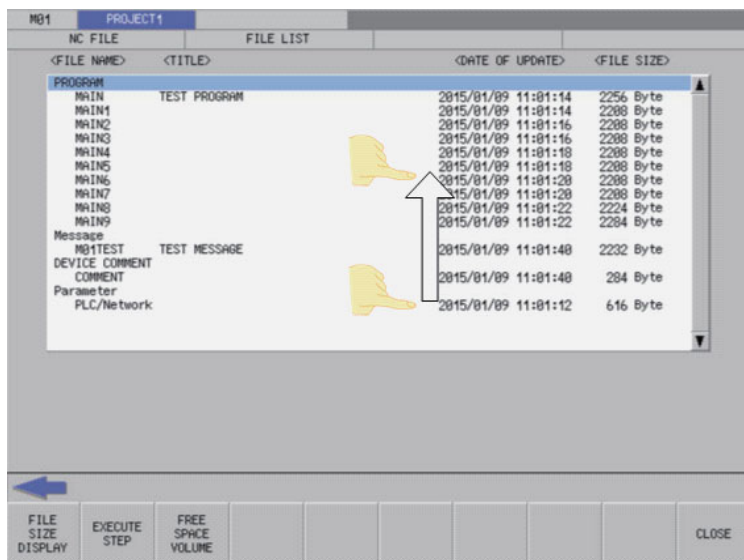 M01 PROJECT1
NC FILE FILE LIST
<FILE NAME> <TITLE> <DATE OF UPDATE> <FILE SIZE>
PROGRAM
MAIN TEST PROGRAM 2015/01/09 11:01:14 2256 Byte
MAIN1 2015/01/09 11:01:14 2208 Byte
MAIN2 2015/01/09 11:01:16 2208 Byte
MAIN3 2015/01/09 11:01:16 2208 Byte
MAIN4 2015/01/09 11:01:18 2208 Byte
MAIN5 2015/01/09 11:01:18 2208 Byte
MAIN6 2015/01/09 11:01:20 2208 Byte
MAIN7 2015/01/09 11:01:20 2208 Byte
MAIN8 2015/01/09 11:01:22 2224 Byte
MAIN9 2015/01/09 11:01:22 2284 Byte
Message
M01TEST TEST MESSAGE 2015/01/09 11:01:40 2232 Byte
DEVICE COMMENT
COMMENT 2015/01/09 11:01:40 284 Byte
Parameter
PLC/Network 2015/01/09 11:01:12 616 Byte
FILE
SIZE
DISPLAY
EXECUTE
STEP
FREE
SPACE
VOLUME
CLOSE